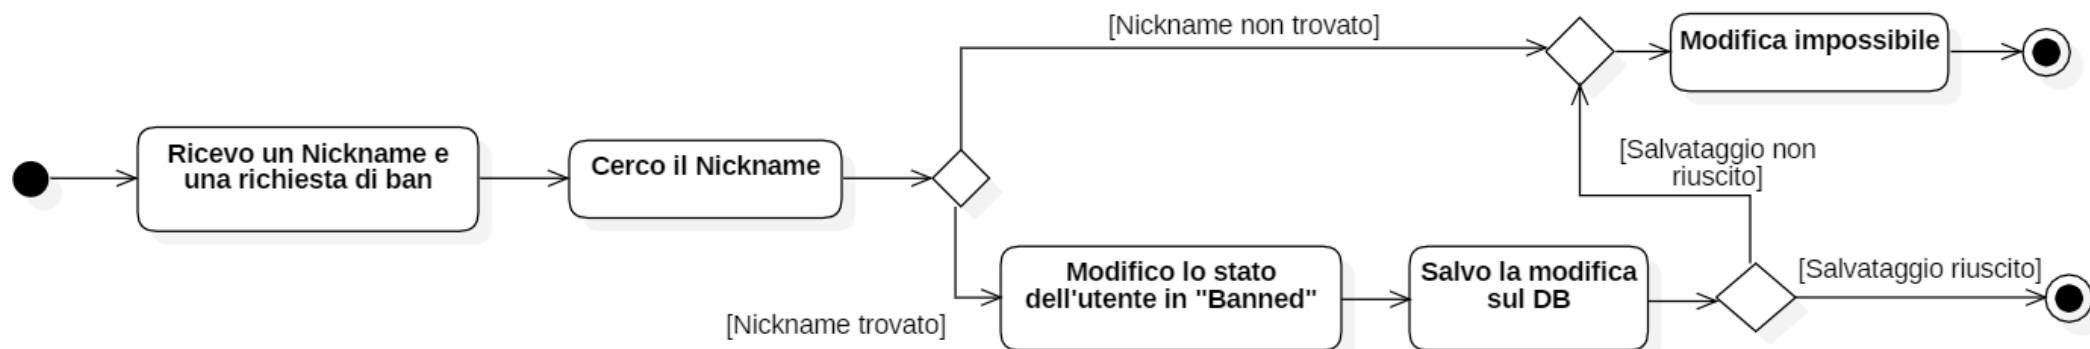 [Nickname non trovato]
Modifica impossibile
Ricevo un Nickname e
una richiesta di ban
Cerco il Nickname
[Salvataggio non
riuscito]
Modifico lo stato
dell'utente in "Banned"
Salvo la modifica
sul DB
[Salvataggio riuscito]
[Nickname trovato]